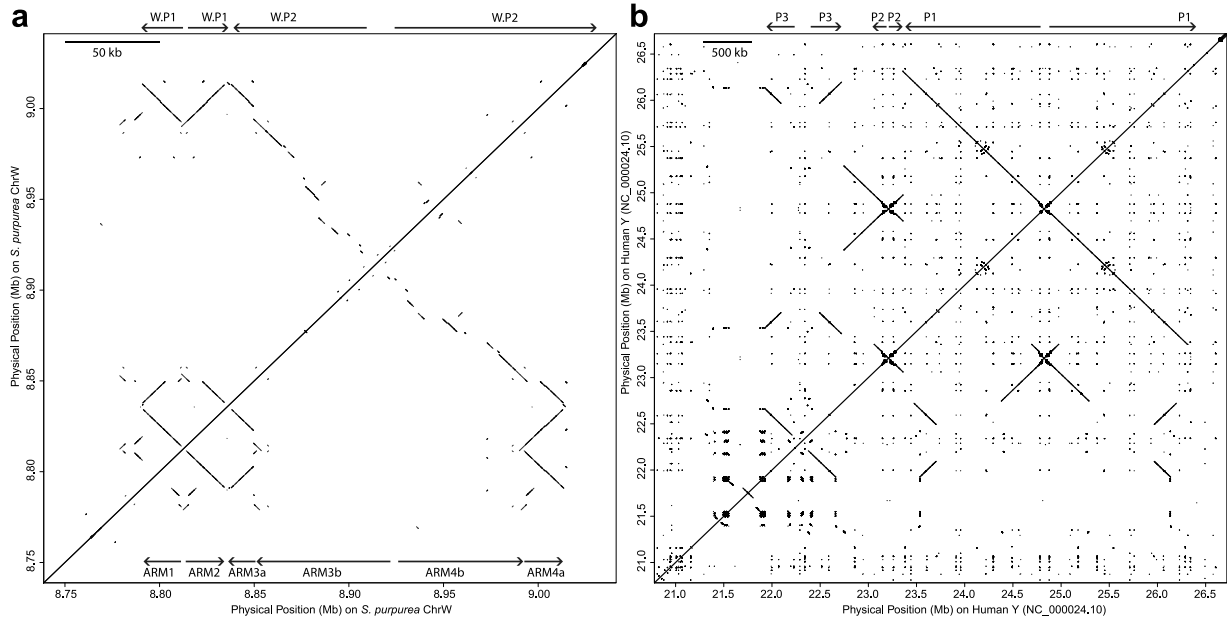 a
W.P1 W.P1 W.P2 W.P2
50 kb
Physical Position (Mb) on S. purpurea ChrW
9.00
8.95
8.90
8.85
8.80
8.75
ARM1 ARM2 ARM3a ARM3b ARM4b ARM4a
8.75 8.80 8.85 8.90 8.95 9.00
Physical Position (Mb) on S. purpurea ChrW
b
P3 P3 P2 P2 P1 P1
500 kb
Physical Position (Mb) on Human Y (NC_000024.10)
26.5
26.0
25.5
25.0
24.5
24.0
23.5
23.0
22.5
22.0
21.5
21.0
21.0 21.5 22.0 22.5 23.0 23.5 24.0 24.5 25.0 25.5 26.0 26.5
Physical Position (Mb) on Human Y (NC_000024.10)